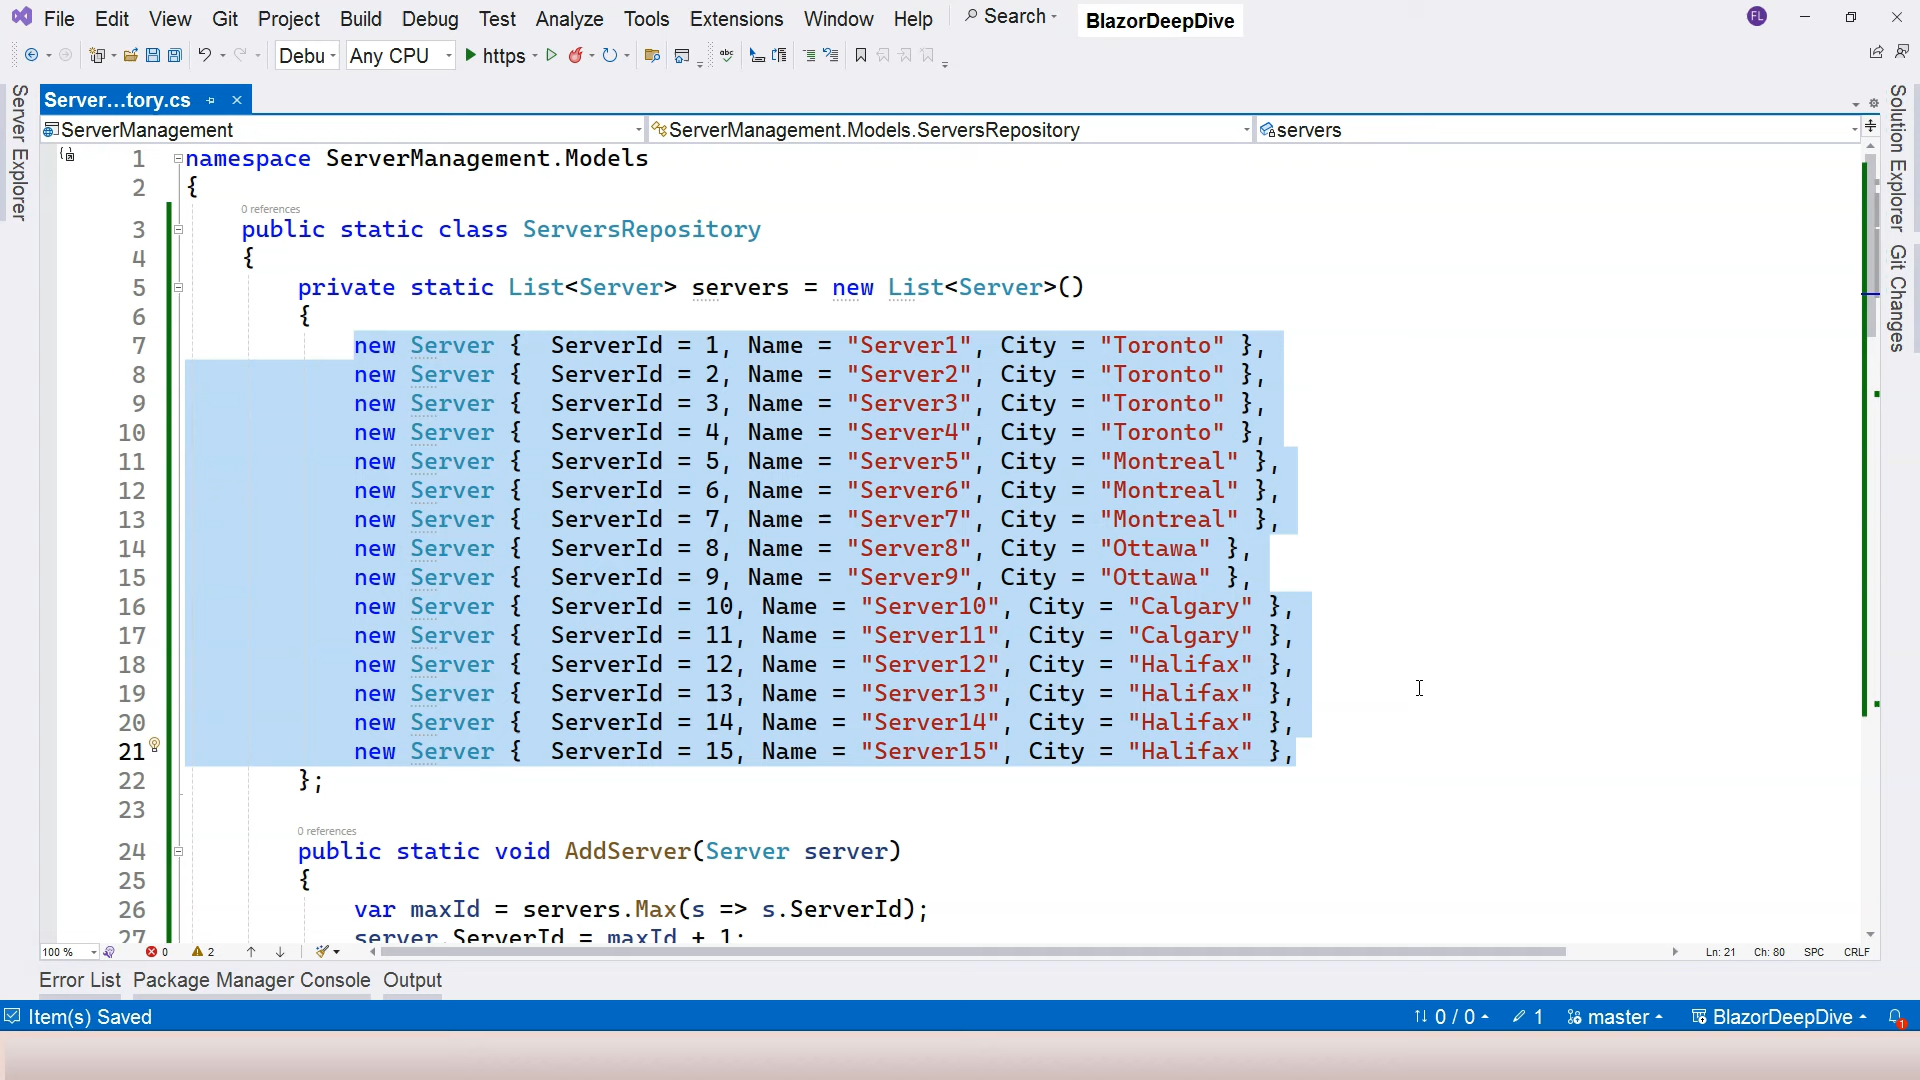 File Edit View Git Project Build Debug Test Analyze Tools Extensions Window Help Search BlazorDeepDive FL
Debu Any CPU https abc
Server...tory.cs
ServerManagement ServerManagement.Models.ServersRepository servers
Server Explorer
Solution Explorer
Git Changes
1 namespace ServerManagement.Models
2 {
0 references
3 public static class ServersRepository
4 {
5 private static List<Server> servers = new List<Server>()
6 {
7 new Server {  ServerId = 1, Name = "Server1", City = "Toronto" },
8 new Server {  ServerId = 2, Name = "Server2", City = "Toronto" },
9 new Server {  ServerId = 3, Name = "Server3", City = "Toronto" },
10 new Server {  ServerId = 4, Name = "Server4", City = "Toronto" },
11 new Server {  ServerId = 5, Name = "Server5", City = "Montreal" },
12 new Server {  ServerId = 6, Name = "Server6", City = "Montreal" },
13 new Server {  ServerId = 7, Name = "Server7", City = "Montreal" },
14 new Server {  ServerId = 8, Name = "Server8", City = "Ottawa" },
15 new Server {  ServerId = 9, Name = "Server9", City = "Ottawa" },
16 new Server {  ServerId = 10, Name = "Server10", City = "Calgary" },
17 new Server {  ServerId = 11, Name = "Server11", City = "Calgary" },
18 new Server {  ServerId = 12, Name = "Server12", City = "Halifax" },
19 new Server {  ServerId = 13, Name = "Server13", City = "Halifax" },
20 new Server {  ServerId = 14, Name = "Server14", City = "Halifax" },
21 new Server {  ServerId = 15, Name = "Server15", City = "Halifax" },
22 };
23
0 references
24 public static void AddServer(Server server)
25 {
26 var maxId = servers.Max(s => s.ServerId);
27 server.ServerId = maxId + 1;
100 % 0 2 Ln: 21 Ch: 80 SPC CRLF
Error List Package Manager Console Output
Item(s) Saved 0 / 0 1 master BlazorDeepDive 1